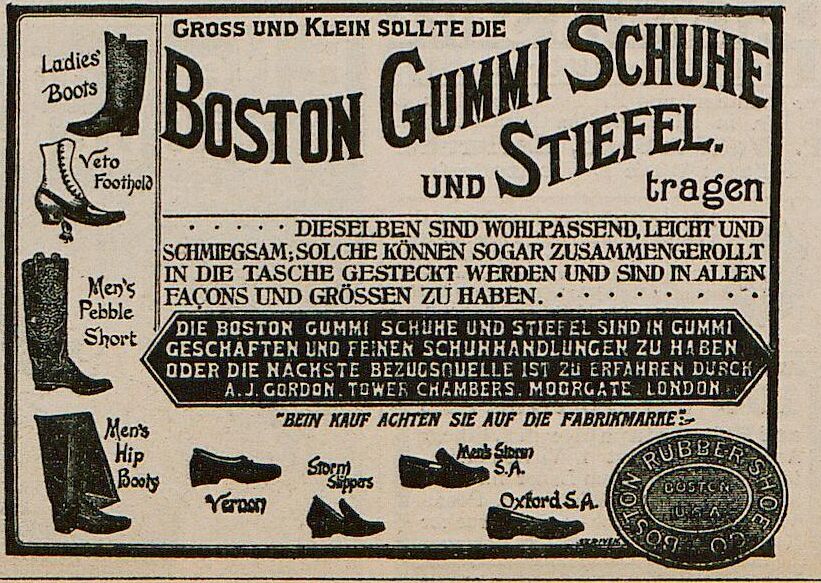 GROSS UND KLEIN SOLLTE DIE
BOSTON GUMMI SCHUHE
UND STIEFEL.
tragen
Ladies'
Boots
Veto
Foothold
Men's
Pebble
Short
Men's
Hip
Boots
DIESELBEN SIND WOHLPASSEND, LEICHT UND
SCHMIEGSAM; SOLCHE KÖNNEN SOGAR ZUSAMMENGEROLLT
IN DIE TASCHE GESTECKT WERDEN UND SIND IN ALLEN
FAÇONS UND GRÖSSEN ZU HABEN.
DIE BOSTON GUMMI SCHUHE UND STIEFEL SIND IN GUMMI
GESCHÄFTEN UND FEINEN SCHUHHANDLUNGEN ZU HABEN
ODER DIE NÄCHSTE BEZUGSQUELLE IST ZU ERFAHREN DURCH
A.J. GORDON, TOWER CHAMBERS, MOORGATE, LONDON.
"BEIN KAUF ACHTEN SIE AUF DIE FABRIKMARKE":
Vernon
Storm
Slippers
Men's Storm
S.A.
Oxford S.A.
BOSTON RUBBER SHOE CO
BOSTON
U.S.A.